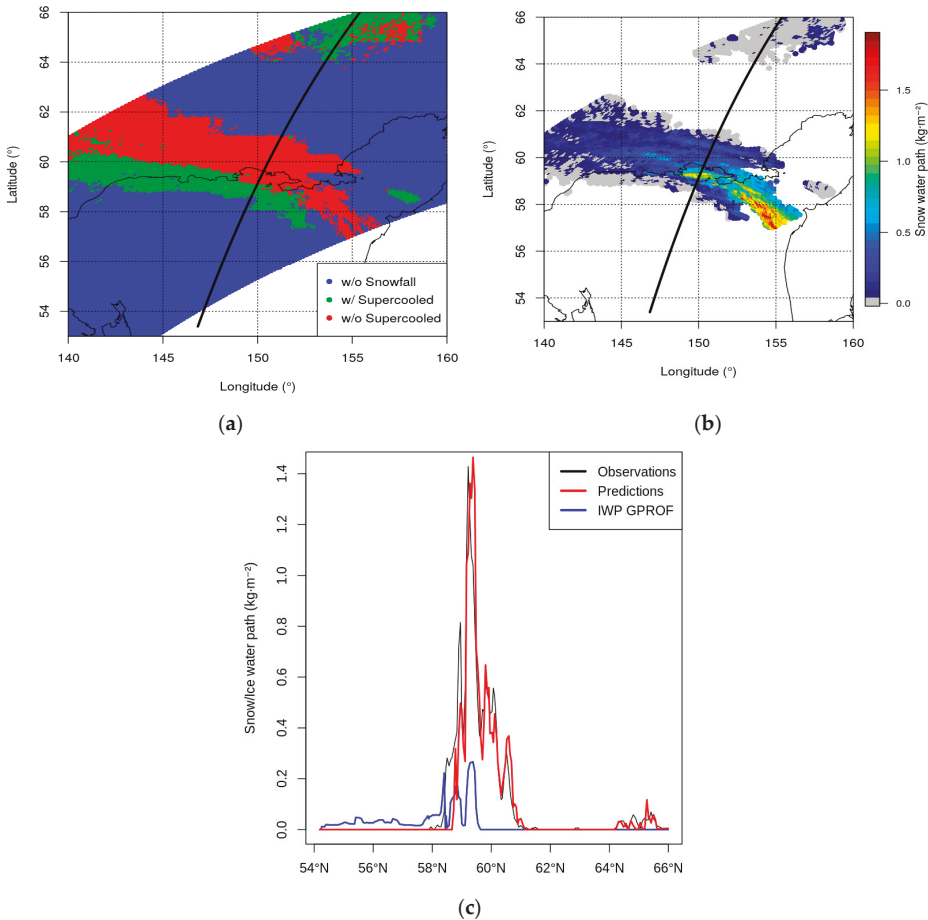 66
64
62
60
58
56
54
Latitude (°)
w/o Snowfall
w/ Supercooled
w/o Supercooled
140
145
150
155
160
Longitude (°)
(a)
66
64
62
60
58
56
54
Latitude (°)
140
145
150
155
160
Longitude (°)
1.5
1.0
0.5
0.0
Snow water path (kg·m⁻²)
(b)
1.4
1.2
1.0
0.8
0.6
0.4
0.2
0.0
Snow/Ice water path (kg·m⁻²)
Observations
Predictions
IWP GPROF
54°N
56°N
58°N
60°N
62°N
64°N
66°N
(c)